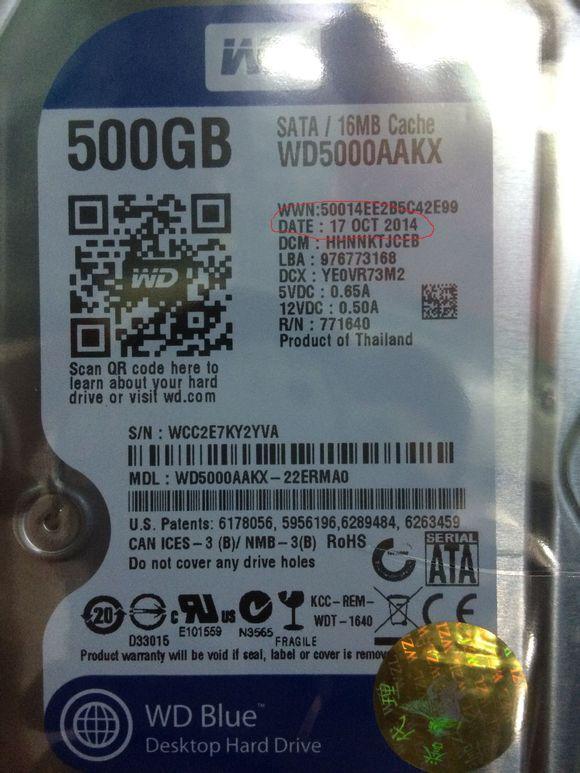 WD
500GB
SATA / 16MB Cache
WD5000AAKX
WWN:50014EE2B5C42E99
DATE : 17 OCT 2014
DCM : HHNNKTJCEB
LBA : 976773168
DCX : YE0VR73M2
5VDC : 0.65A
12VDC : 0.50A
R/N : 771640
Product of Thailand
WD
Scan QR code here to
learn about your hard
drive or visit wd.com
S/N : WCC2E7KY2YVA
MDL : WD5000AAKX-22ERMA0
U.S. Patents: 6178056, 5956196,6289484, 6263459
CAN ICES-3 (B)/ NMB-3(B) RoHS
Do not cover any drive holes
SERIAL
ATA
20
D33015
c UL us
E101559
N3565
FRAGILE
KCC-REM-
WDT-1640
CE
Product warranty will be void if seal, label or cover is remov
WD Blue™
Desktop Hard Drive